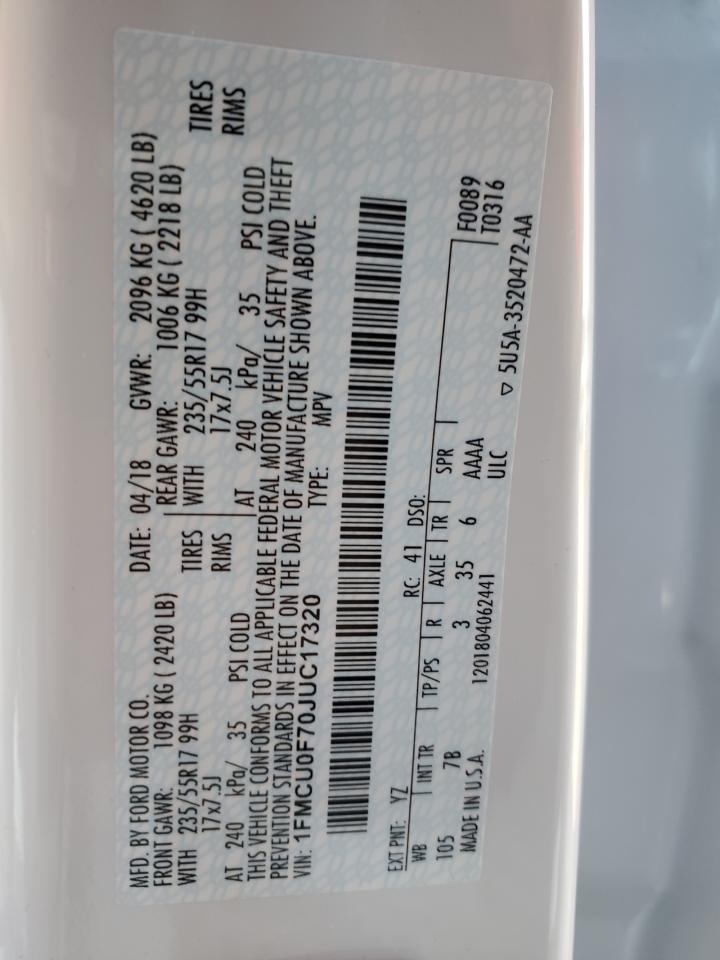 MFD. BY FORD MOTOR CO.
DATE: 04/18 GVWR: 2096 KG ( 4620 LB)
FRONT GAWR: 1098 KG ( 2420 LB)
REAR GAWR: 1006 KG ( 2218 LB)
WITH 235/55R17 99H TIRES
WITH 235/55R17 99H TIRES
17x7.5J RIMS
17x7.5J RIMS
AT 240 kPa/ 35 PSI COLD
AT 240 kPa/ 35 PSI COLD
THIS VEHICLE CONFORMS TO ALL APPLICABLE FEDERAL MOTOR VEHICLE SAFETY AND THEFT
PREVENTION STANDARDS IN EFFECT ON THE DATE OF MANUFACTURE SHOWN ABOVE.
VIN: 1FMCU0F70JUC17320 TYPE: MPV
EXT PNT: YZ RC: 41 DSO:
WB INT TR TP/PS R AXLE TR SPR
105 7B 3 35 6 AAAA
F0089
T0316
MADE IN U.S.A. 1201804062441 ULC
▽ 5U5A-3520472-AA